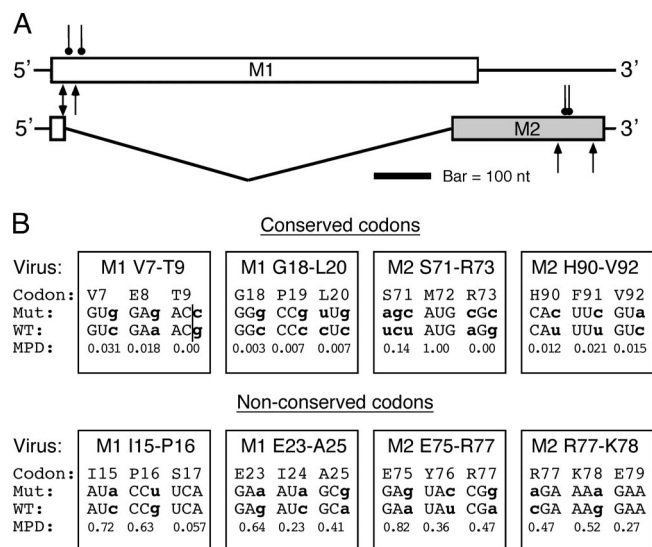 A
5’ M1 3’
5’ M2 3’
Bar = 100 nt
B
Conserved codons
Virus: M1 V7-T9 M1 G18-L20 M2 S71-R73 M2 H90-V92
Codon: V7 E8 T9 G18 P19 L20 S71 M72 R73 H90 F91 V92
Mut: GUg GAg ACc GGg CCg uUg agc AUG cGc CAc UUc GUa
WT: GUc GAa ACg GGc CCc cUc ucu AUG aGg CAu UUu GUc
MPD: 0.031 0.018 0.00 0.003 0.007 0.007 0.14 1.00 0.00 0.012 0.021 0.015
Non-conserved codons
Virus: M1 I15-P16 M1 E23-A25 M2 E75-R77 M2 R77-K78
Codon: I15 P16 S17 E23 I24 A25 E75 Y76 R77 R77 K78 E79
Mut: AUa CCu UCA GAa AUa GCg GAg UAc CGg aGA AAa GAA
WT: AUc CCg UCA GAg AUc GCa GAa UAu CGa cGA AAg GAA
MPD: 0.72 0.63 0.057 0.64 0.23 0.41 0.82 0.36 0.47 0.47 0.52 0.27